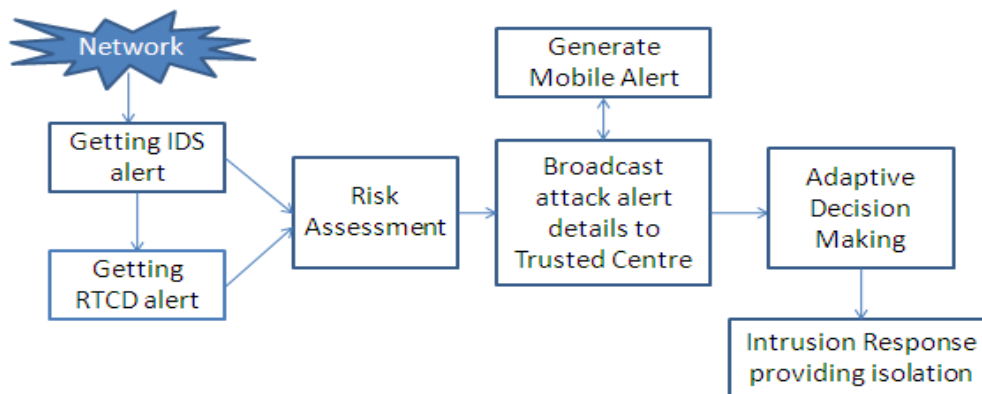 Network
Getting IDS
alert
Getting
RTCD alert
Risk
Assessment
Generate
Mobile Alert
Broadcast
attack alert
details to
Trusted Centre
Adaptive
Decision
Making
Intrusion Response
providing isolation